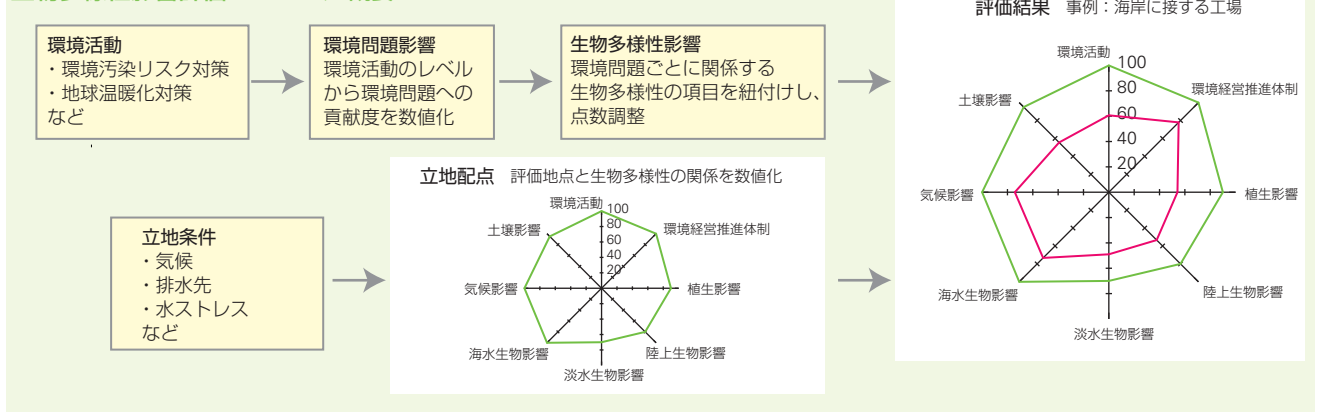 評価結果 事例：海岸に接する工場
環境活動
・環境汚染リスク対策
・地球温暖化対策
など
環境問題影響
環境活動のレベル
から環境問題への
貢献度を数値化
生物多様性影響
環境問題ごとに関係する
生物多様性の項目を紐付けし、
点数調整
環境活動
100
80
60
40
20
環境経営推進体制
植生影響
陸上生物影響
淡水生物影響
海水生物影響
気候影響
土壌影響
立地条件
・気候
・排水先
・水ストレス
など
立地配点 評価地点と生物多様性の関係を数値化
環境活動
100
80
60
40
20
環境経営推進体制
植生影響
陸上生物影響
淡水生物影響
海水生物影響
気候影響
土壌影響